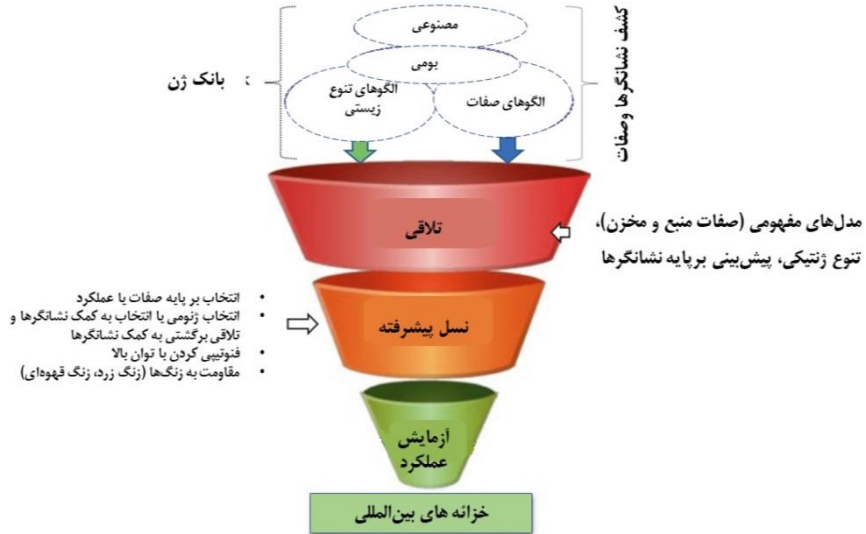 کشف نشانگرها وصفات
مصنوعی
بومی
بانک ژن
الگوهای تنوع
زیستی
الگوهای صفات
تلاقی
مدل‌های مفهومی (صفات منبع و مخزن)،
تنوع ژنتیکی، پیش‌بینی برپایه نشانگرها
نسل پیشرفته
• انتخاب بر پایه صفات یا عملکرد
• انتخاب ژنومی یا انتخاب به کمک نشانگرها و
تلاقی برگشتی به کمک نشانگرها
• فنوتیپی کردن با توان بالا
• مقاومت به زنگ‌ها (زنگ زرد، زنگ قهوه‌ای)
آزمایش
عملکرد
خزانه های بین‌المللی